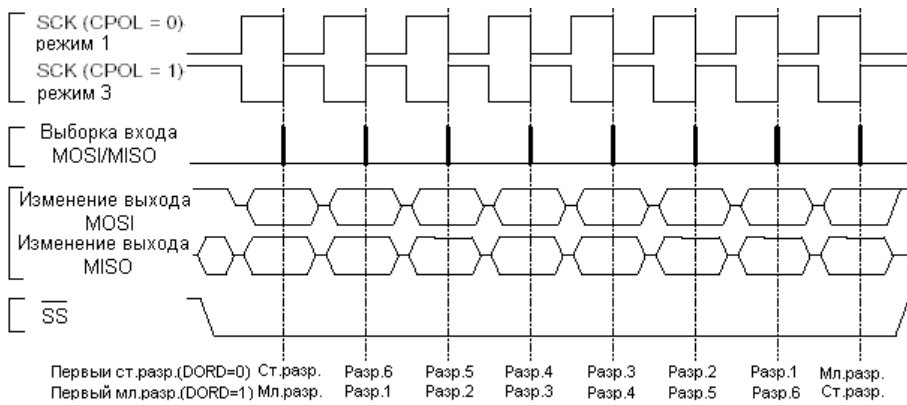 SCK (CPOL = 0)
режим 1
SCK (CPOL = 1)
режим 3
Выборка входа
MOSI/MISO
Изменение выхода
MOSI
Изменение выхода
MISO
SS
Первыи ст.разр.(DORD=0) Ст.разр. Разр.6 Разр.5 Разр.4 Разр.3 Разр.2 Разр.1 Мл.разр.
Первый мл.разр.(DORD=1) Мл.разр. Разр.1 Разр.2 Разр.3 Разр.4 Разр.5 Разр.6 Ст.разр.